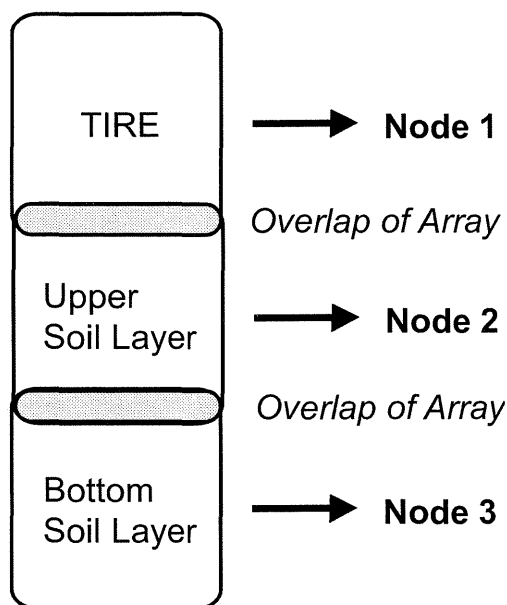 TIRE
Node 1
Overlap of Array
Upper
Soil Layer
Node 2
Overlap of Array
Bottom
Soil Layer
Node 3